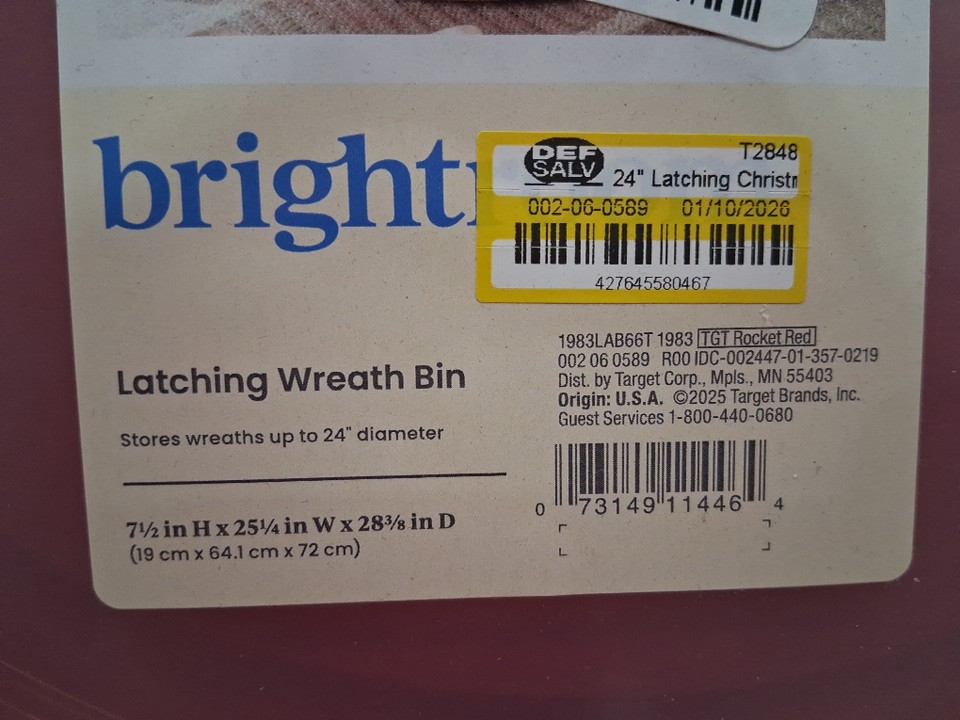 bright
DEF
SALV
T2848
24" Latching Christm
002-06-0589 01/10/2026
427645580467
1983LAB66T 1983 TGT Rocket Red
002 06 0589 R00 IDC-002447-01-357-0219
Dist. by Target Corp., Mpls., MN 55403
Origin: U.S.A. ©2025 Target Brands, Inc.
Guest Services 1-800-440-0680
0 73149 11446 4
Latching Wreath Bin
Stores wreaths up to 24" diameter
7½ in H x 25¼ in W x 28⅜ in D
(19 cm x 64.1 cm x 72 cm)